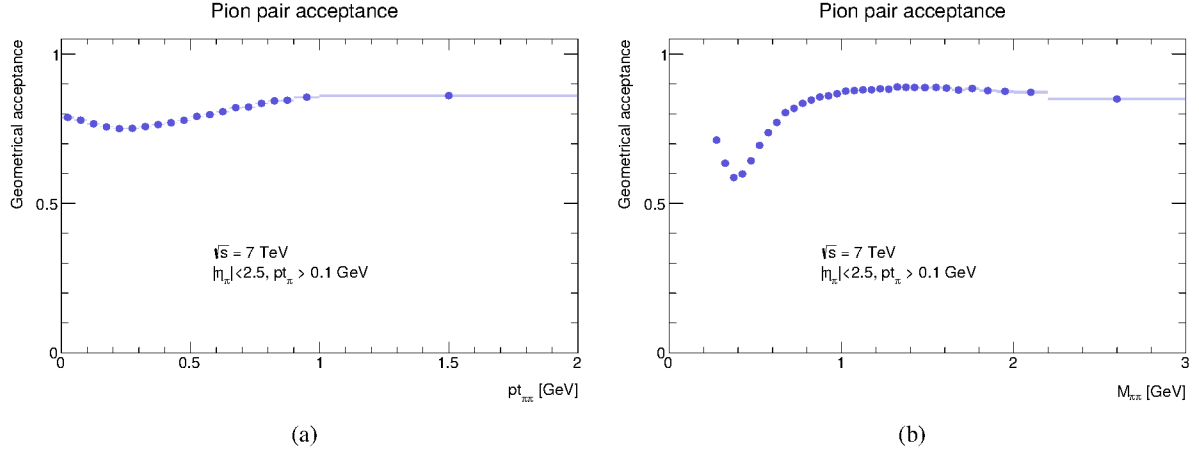 Pion pair acceptance
Geometrical acceptance
1
0.5
0
√s = 7 TeV
|η_π|<2.5, pt_π > 0.1 GeV
0 0.5 1 1.5 2
pt_ππ [GeV]
(a)
Pion pair acceptance
Geometrical acceptance
1
0.5
0
√s = 7 TeV
|η_π|<2.5, pt_π > 0.1 GeV
0 1 2 3
M_ππ [GeV]
(b)